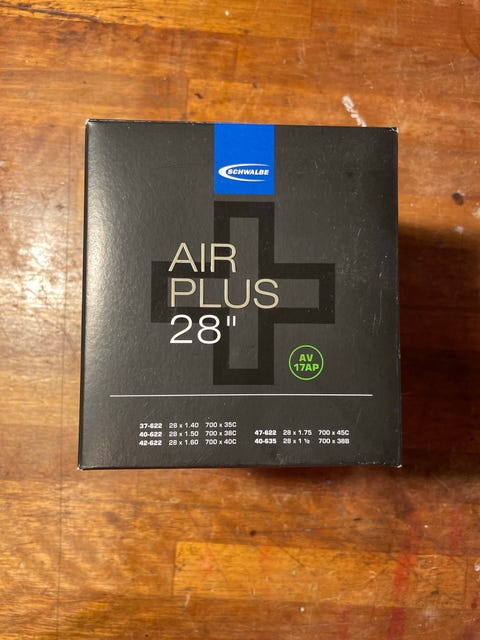 SCHWALBE
AIR
PLUS
28"
AV
17AP
37-622 28 x 1.40 700 x 35C
40-622 28 x 1.50 700 x 38C
42-622 28 x 1.60 700 x 40C
47-622 28 x 1.75 700 x 45C
40-635 28 x 1 ½ 700 x 38B